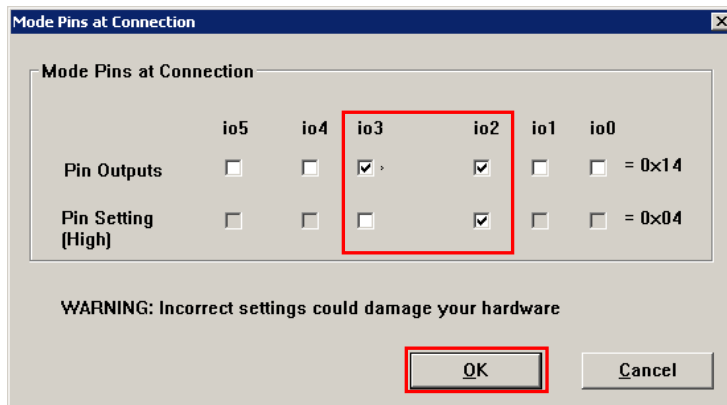 Mode Pins at Connection
Mode Pins at Connection
io5 io4 io3 io2 io1 io0
Pin Outputs = 0x14
Pin Setting = 0x04
(High)
WARNING: Incorrect settings could damage your hardware
OK Cancel